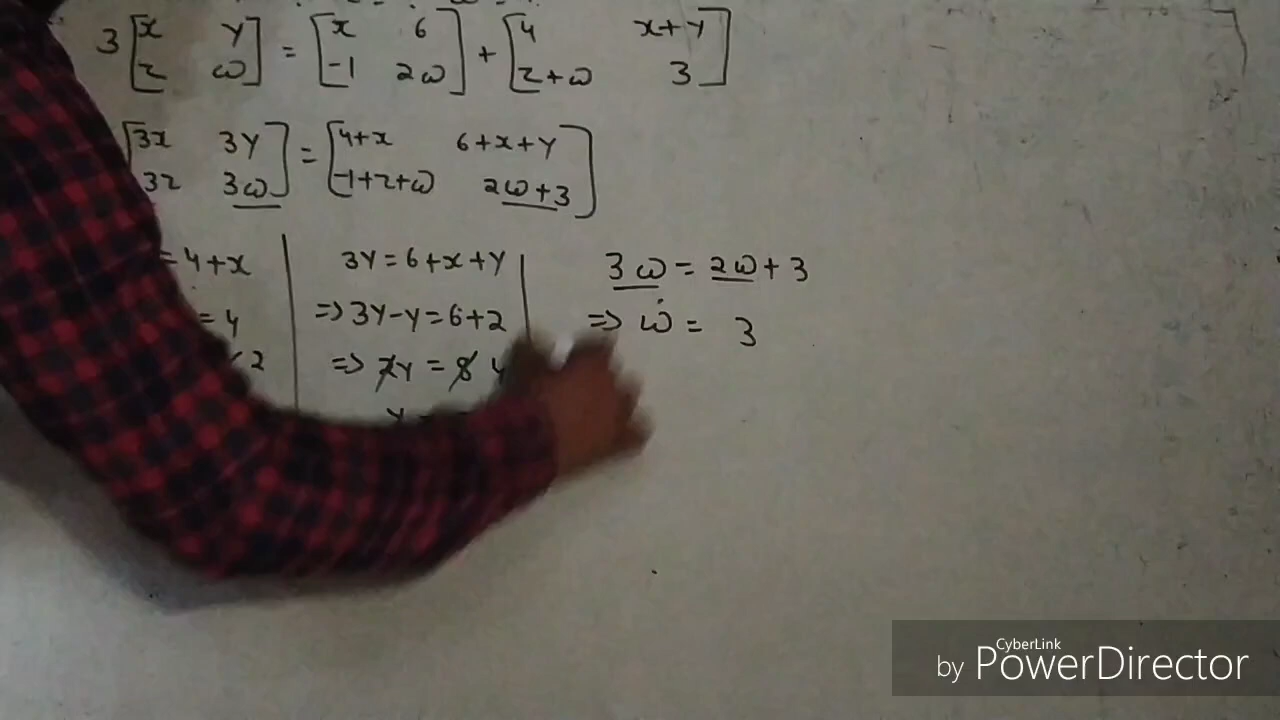 3 [x y z ω] = [x 6 -1 2ω] + [4 x+y z+ω 3]
[3x 3y 3z 3ω] = [4+x 6+x+y -1+z+ω 2ω+3]
=4+x
=4
2
3y=6+x+y
=>3y-y=6+2
=> 2y = 8 4
y
3ω = 2ω+3
=> ω = 3
CyberLink
by PowerDirector